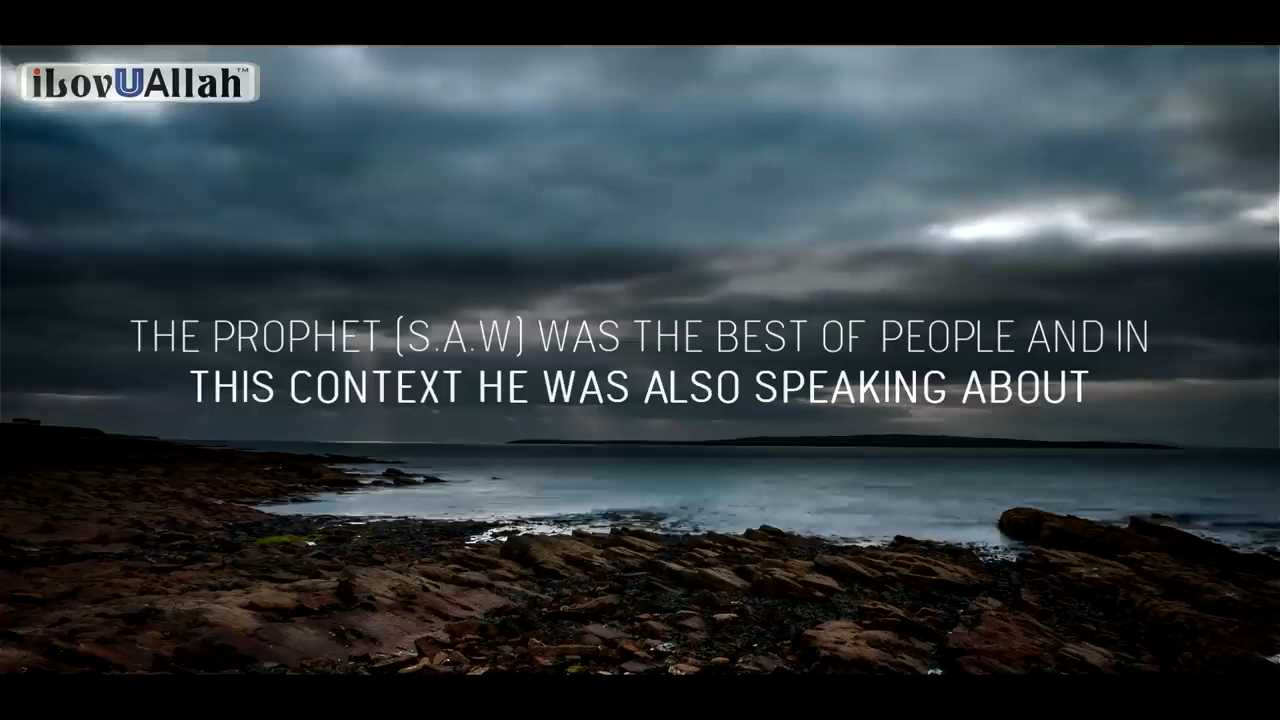 iLovUAllah™
THE PROPHET (S.A.W) WAS THE BEST OF PEOPLE AND IN
THIS CONTEXT HE WAS ALSO SPEAKING ABOUT